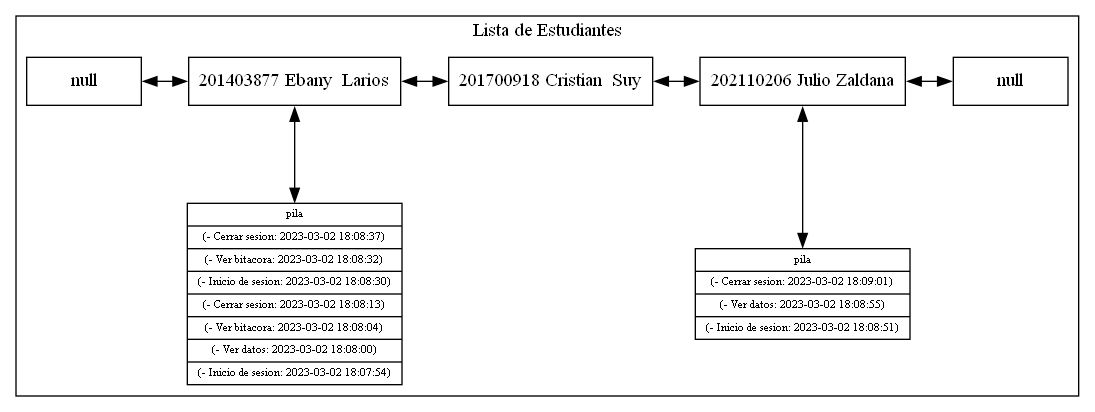 Lista de Estudiantes
null
201403877 Ebany  Larios
201700918 Cristian  Suy
202110206 Julio Zaldana
null
pila
(- Cerrar sesion: 2023-03-02 18:08:37)
(- Ver bitacora: 2023-03-02 18:08:32)
(- Inicio de sesion: 2023-03-02 18:08:30)
(- Cerrar sesion: 2023-03-02 18:08:13)
(- Ver bitacora: 2023-03-02 18:08:04)
(- Ver datos: 2023-03-02 18:08:00)
(- Inicio de sesion: 2023-03-02 18:07:54)
pila
(- Cerrar sesion: 2023-03-02 18:09:01)
(- Ver datos: 2023-03-02 18:08:55)
(- Inicio de sesion: 2023-03-02 18:08:51)